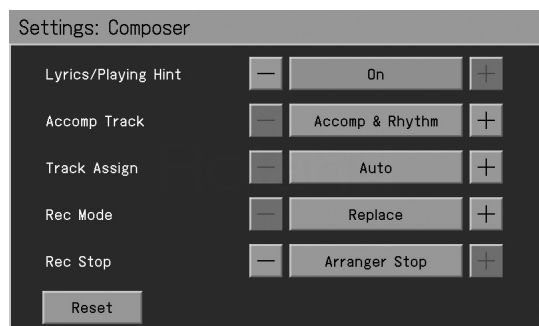 Settings: Composer
Lyrics/Playing Hint — On +
Accomp Track — Accomp & Rhythm +
Track Assign — Auto +
Rec Mode — Replace +
Rec Stop — Arranger Stop +
Reset